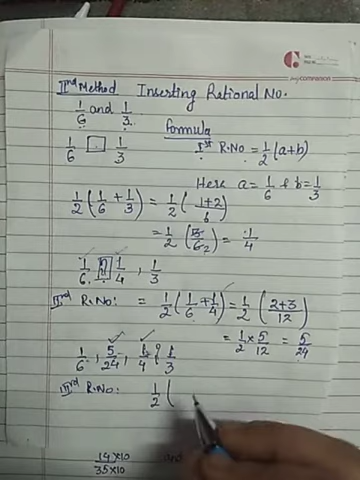 IInd Method Inserting Rational No.
1/6 and 1/3
Formula
1/6 □ 1/3
Ist R.No = 1/2 (a+b)
Here a = 1/6 & b = 1/3
1/2 (1/6 + 1/3) = 1/2 (1+2/6)
= 1/2 (3/6 2) = 1/4
1/6 , 1/4 , 1/3
IInd R.No: = 1/2 (1/6 + 1/4) = 1/2 (2+3/12)
= 1/2 × 5/12 = 5/24
1/6 , 5/24 , 1/4 ? 1/3
IIIrd R.No: 1/2 (
14×10/35×10